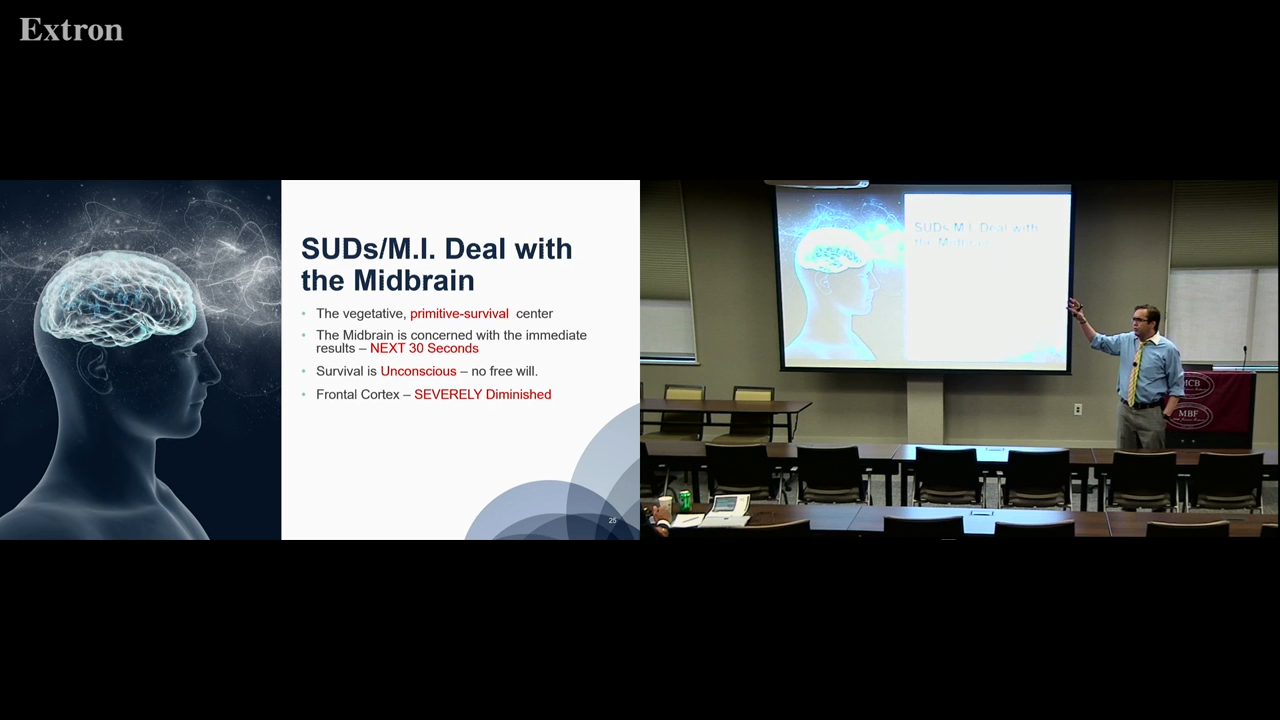 Extron
SUDs/M.I. Deal with
the Midbrain
• The vegetative, primitive-survival center
• The Midbrain is concerned with the immediate
results – NEXT 30 Seconds
• Survival is Unconscious – no free will.
• Frontal Cortex – SEVERELY Diminished
25
SUDs/M.I. Deal with
the Midbrain
MCB
MBF